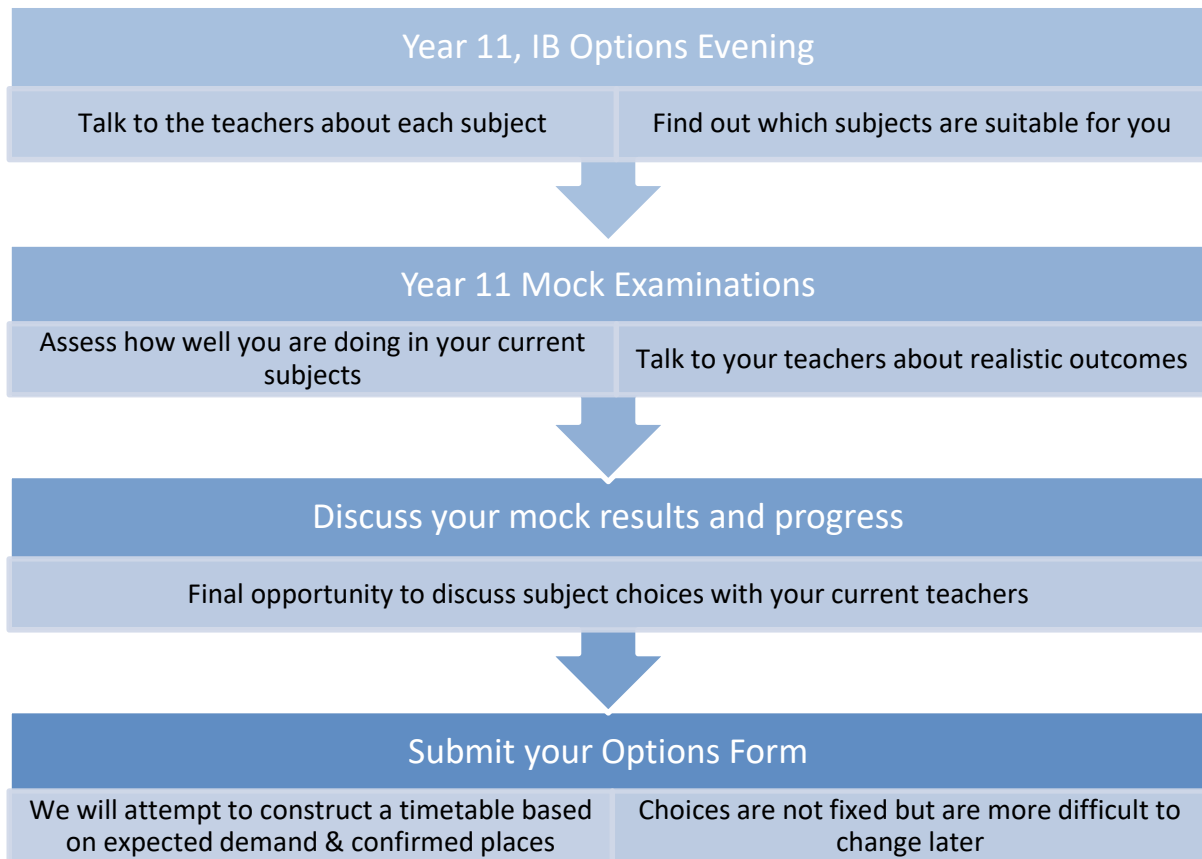 Year 11, IB Options Evening
Talk to the teachers about each subject
Find out which subjects are suitable for you
Year 11 Mock Examinations
Assess how well you are doing in your current
subjects
Talk to your teachers about realistic outcomes
Discuss your mock results and progress
Final opportunity to discuss subject choices with your current teachers
Submit your Options Form
We will attempt to construct a timetable based
on expected demand & confirmed places
Choices are not fixed but are more difficult to
change later